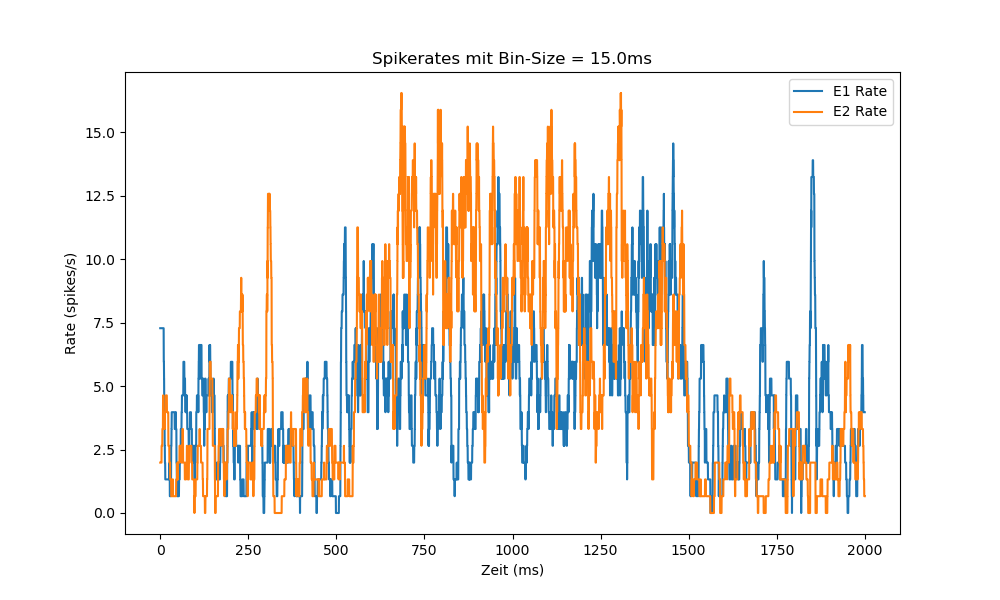 Spikerates mit Bin-Size = 15.0ms
E1 Rate
E2 Rate
15.0
12.5
10.0
7.5
5.0
2.5
0.0
Rate (spikes/s)
0 250 500 750 1000 1250 1500 1750 2000
Zeit (ms)